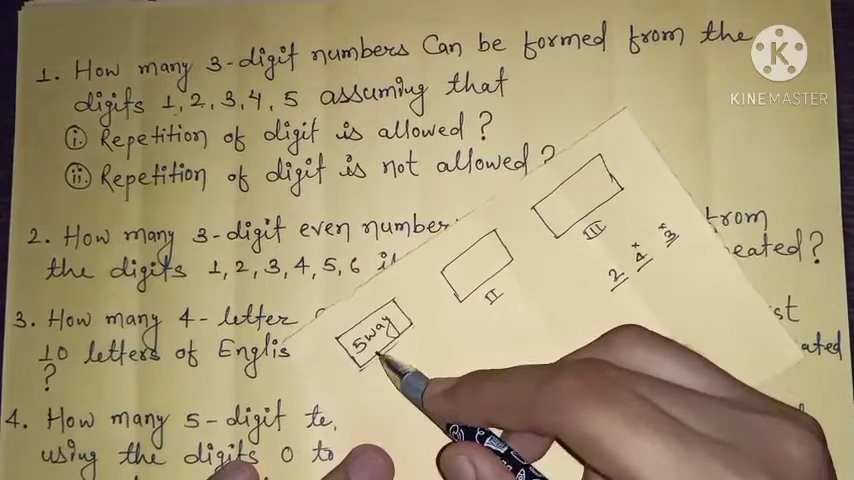 1. How many 3-digit numbers Can be formed from the
digits 1, 2, 3, 4, 5 assuming that
i. Repetition of digit is allowed ?
ii Repetition of digit is not allowed ?
2. How many 3-digit even number from
the digits 1, 2, 3, 4, 5, 6
3. How many 4-letter
10 letters of Englis
?
4. How many 5-digit te
using the digits 0 to
5way
II
III
2 4 3
K
KINEMASTER